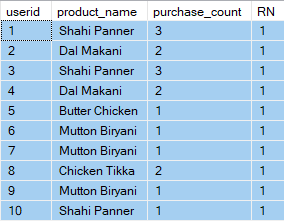 userid product_name purchase_count RN
1 Shahi Panner 3 1
2 Dal Makani 2 1
3 Shahi Panner 3 1
4 Dal Makani 2 1
5 Butter Chicken 1 1
6 Mutton Biryani 1 1
7 Mutton Biryani 1 1
8 Chicken Tikka 2 1
9 Mutton Biryani 1 1
10 Shahi Panner 1 1